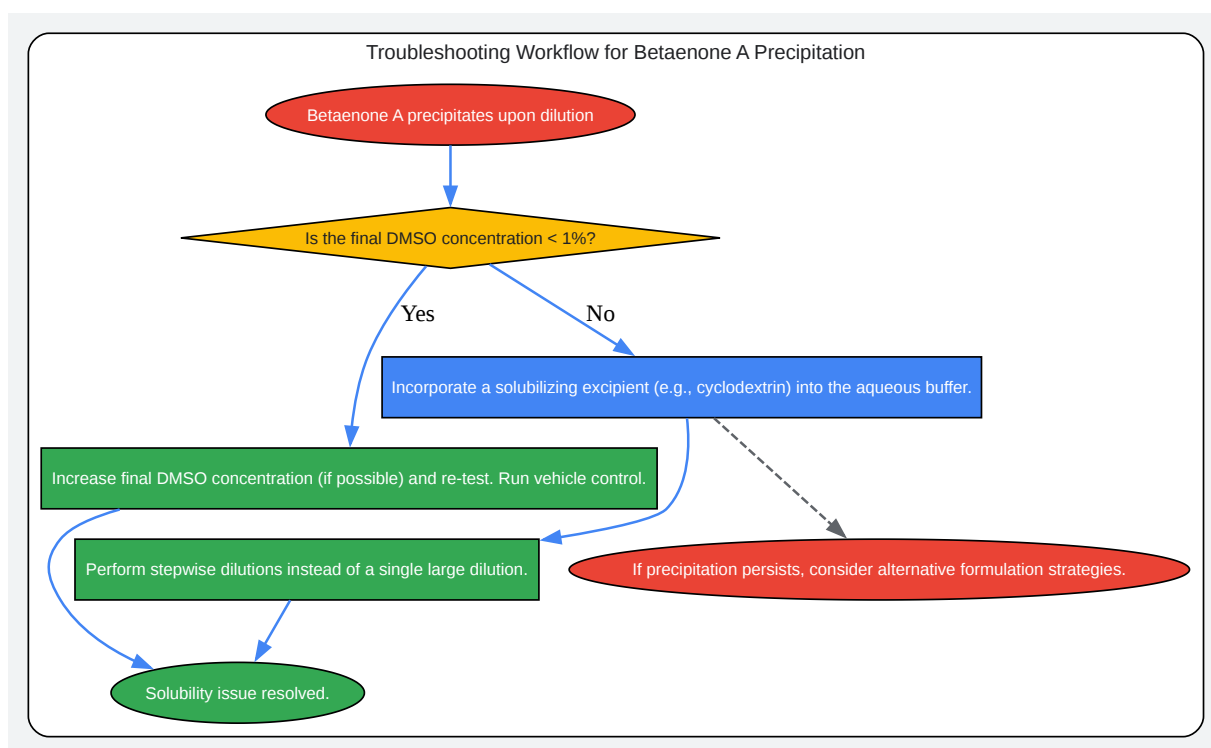 Troubleshooting Workflow for Betaenone A Precipitation
Betaenone A precipitates upon dilution
Is the final DMSO concentration < 1%?
Yes
No
Incorporate a solubilizing excipient (e.g., cyclodextrin) into the aqueous buffer.
Increase final DMSO concentration (if possible) and re-test. Run vehicle control.
Perform stepwise dilutions instead of a single large dilution.
If precipitation persists, consider alternative formulation strategies.
Solubility issue resolved.